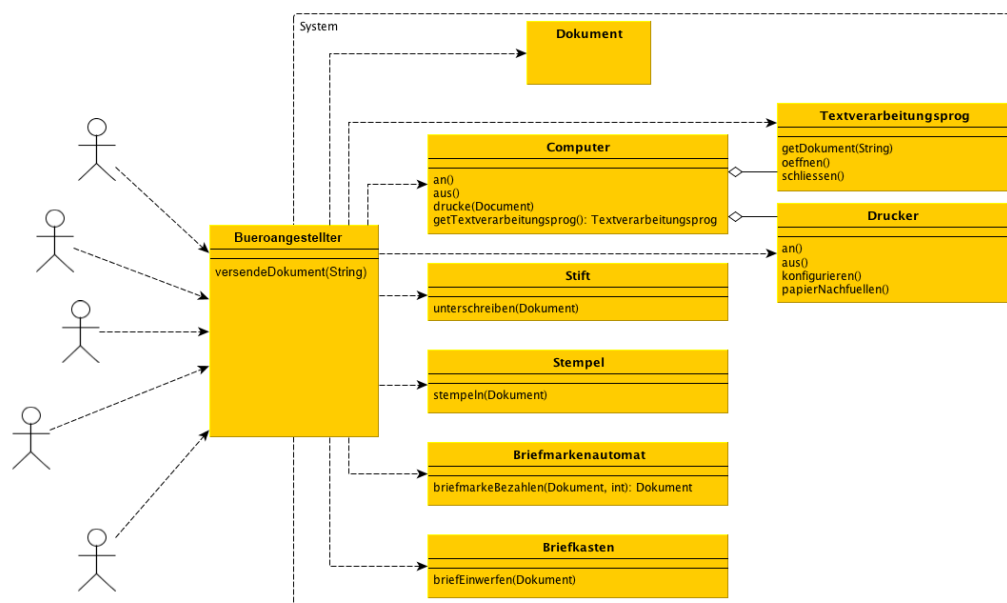 System
Dokument
Textverarbeitungsprog
getDokument(String)
oeffnen()
schliessen()
Computer
an()
aus()
drucke(Document)
getTextverarbeitungsprog(): Textverarbeitungsprog
Drucker
an()
aus()
konfigurieren()
papierNachfuellen()
Bueroangestellter
versendeDokument(String)
Stift
unterschreiben(Dokument)
Stempel
stempeln(Dokument)
Briefmarkenautomat
briefmarkeBezahlen(Dokument, int): Dokument
Briefkasten
briefEinwerfen(Dokument)